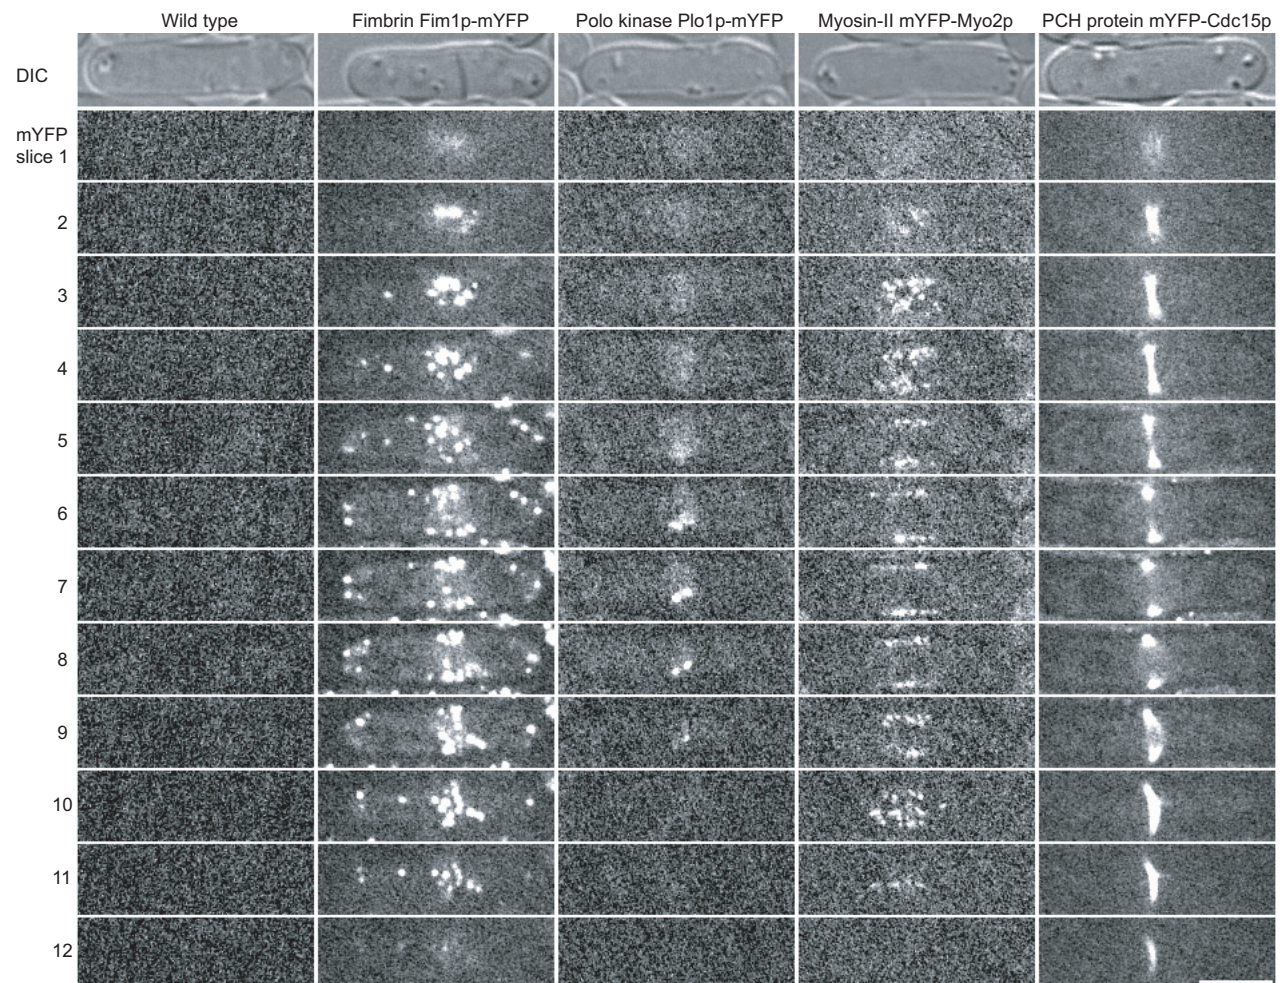 Wild type Fimbrin Fim1p-mYFP Polo kinase Plo1p-mYFP Myosin-II mYFP-Myo2p PCH protein mYFP-Cdc15p
DIC
mYFP
slice 1
2
3
4
5
6
7
8
9
10
11
12